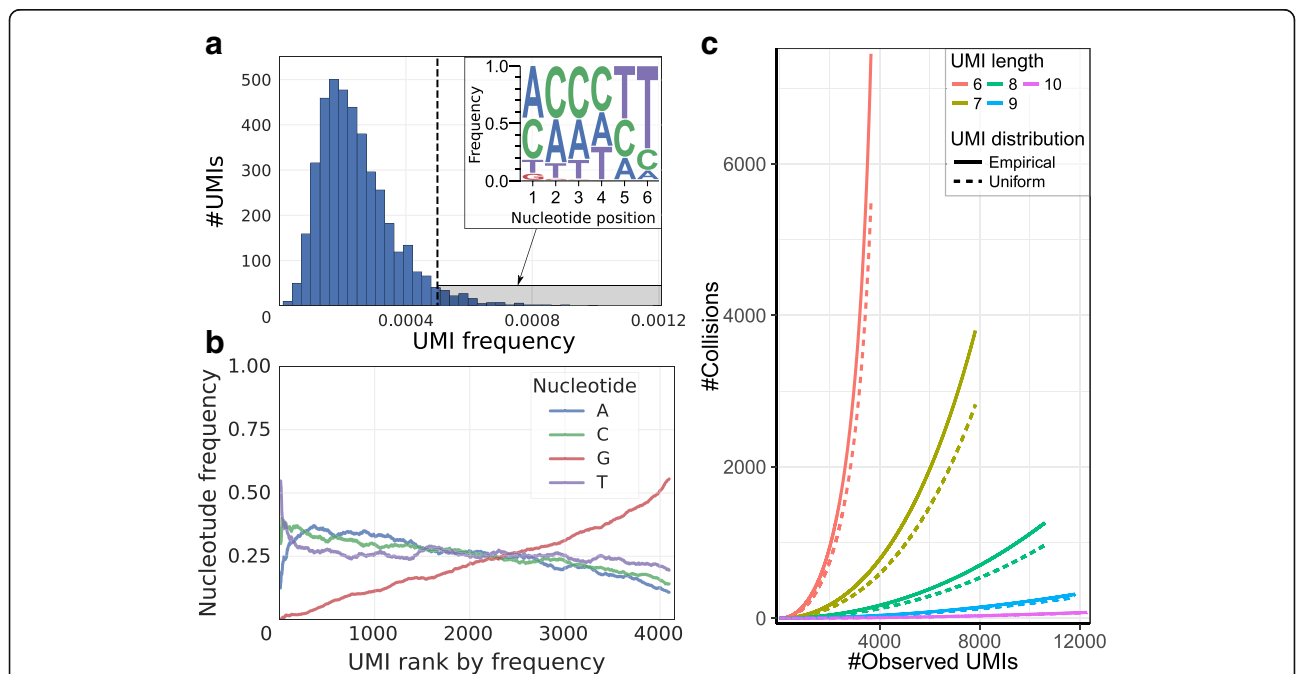 a
#UMIs
500
400
300
200
100
0
0.0004
0.0008
0.0012
UMI frequency
Frequency
1.0
0.5
0.0
A C C C T T
C A A A C C
T T T T A A
G
1 2 3 4 5 6
Nucleotide position
b
Nucleotude frequency
1.00
0.75
0.50
0.25
0
1000
2000
3000
4000
UMI rank by frequency
Nucleotide
A
C
G
T
c
#Collisions
6000
4000
2000
0
4000
8000
12000
#Observed UMIs
UMI length
6 8 10
7 9
UMI distribution
Empirical
Uniform